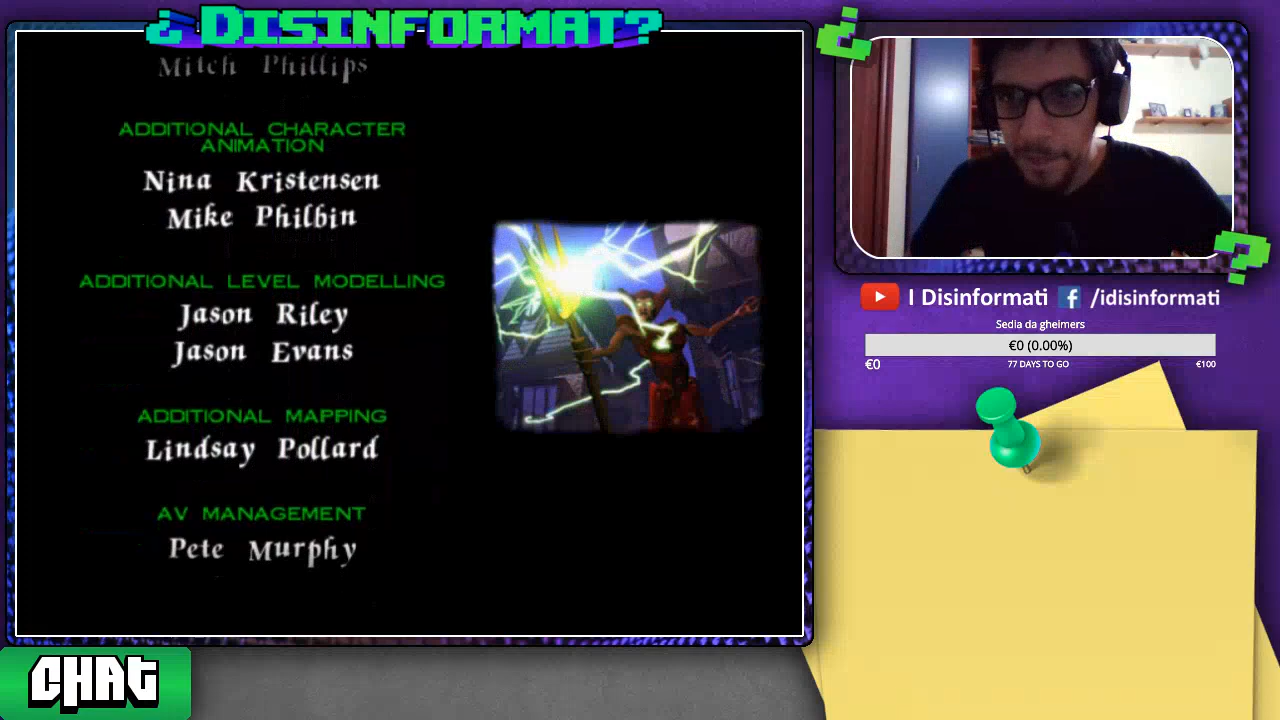 ¿ DISINFORMAT?
Mitch Phillips
ADDITIONAL CHARACTER
ANIMATION
Nina Kristensen
Mike Philbin
ADDITIONAL LEVEL MODELLING
Jason Riley
Jason Evans
ADDITIONAL MAPPING
Lindsay Pollard
AV MANAGEMENT
Pete Murphy
¿
?
I Disinformati f /idisinformati
Sedia da gheimers
€0 (0.00%)
€0 77 DAYS TO GO €100
CHAT